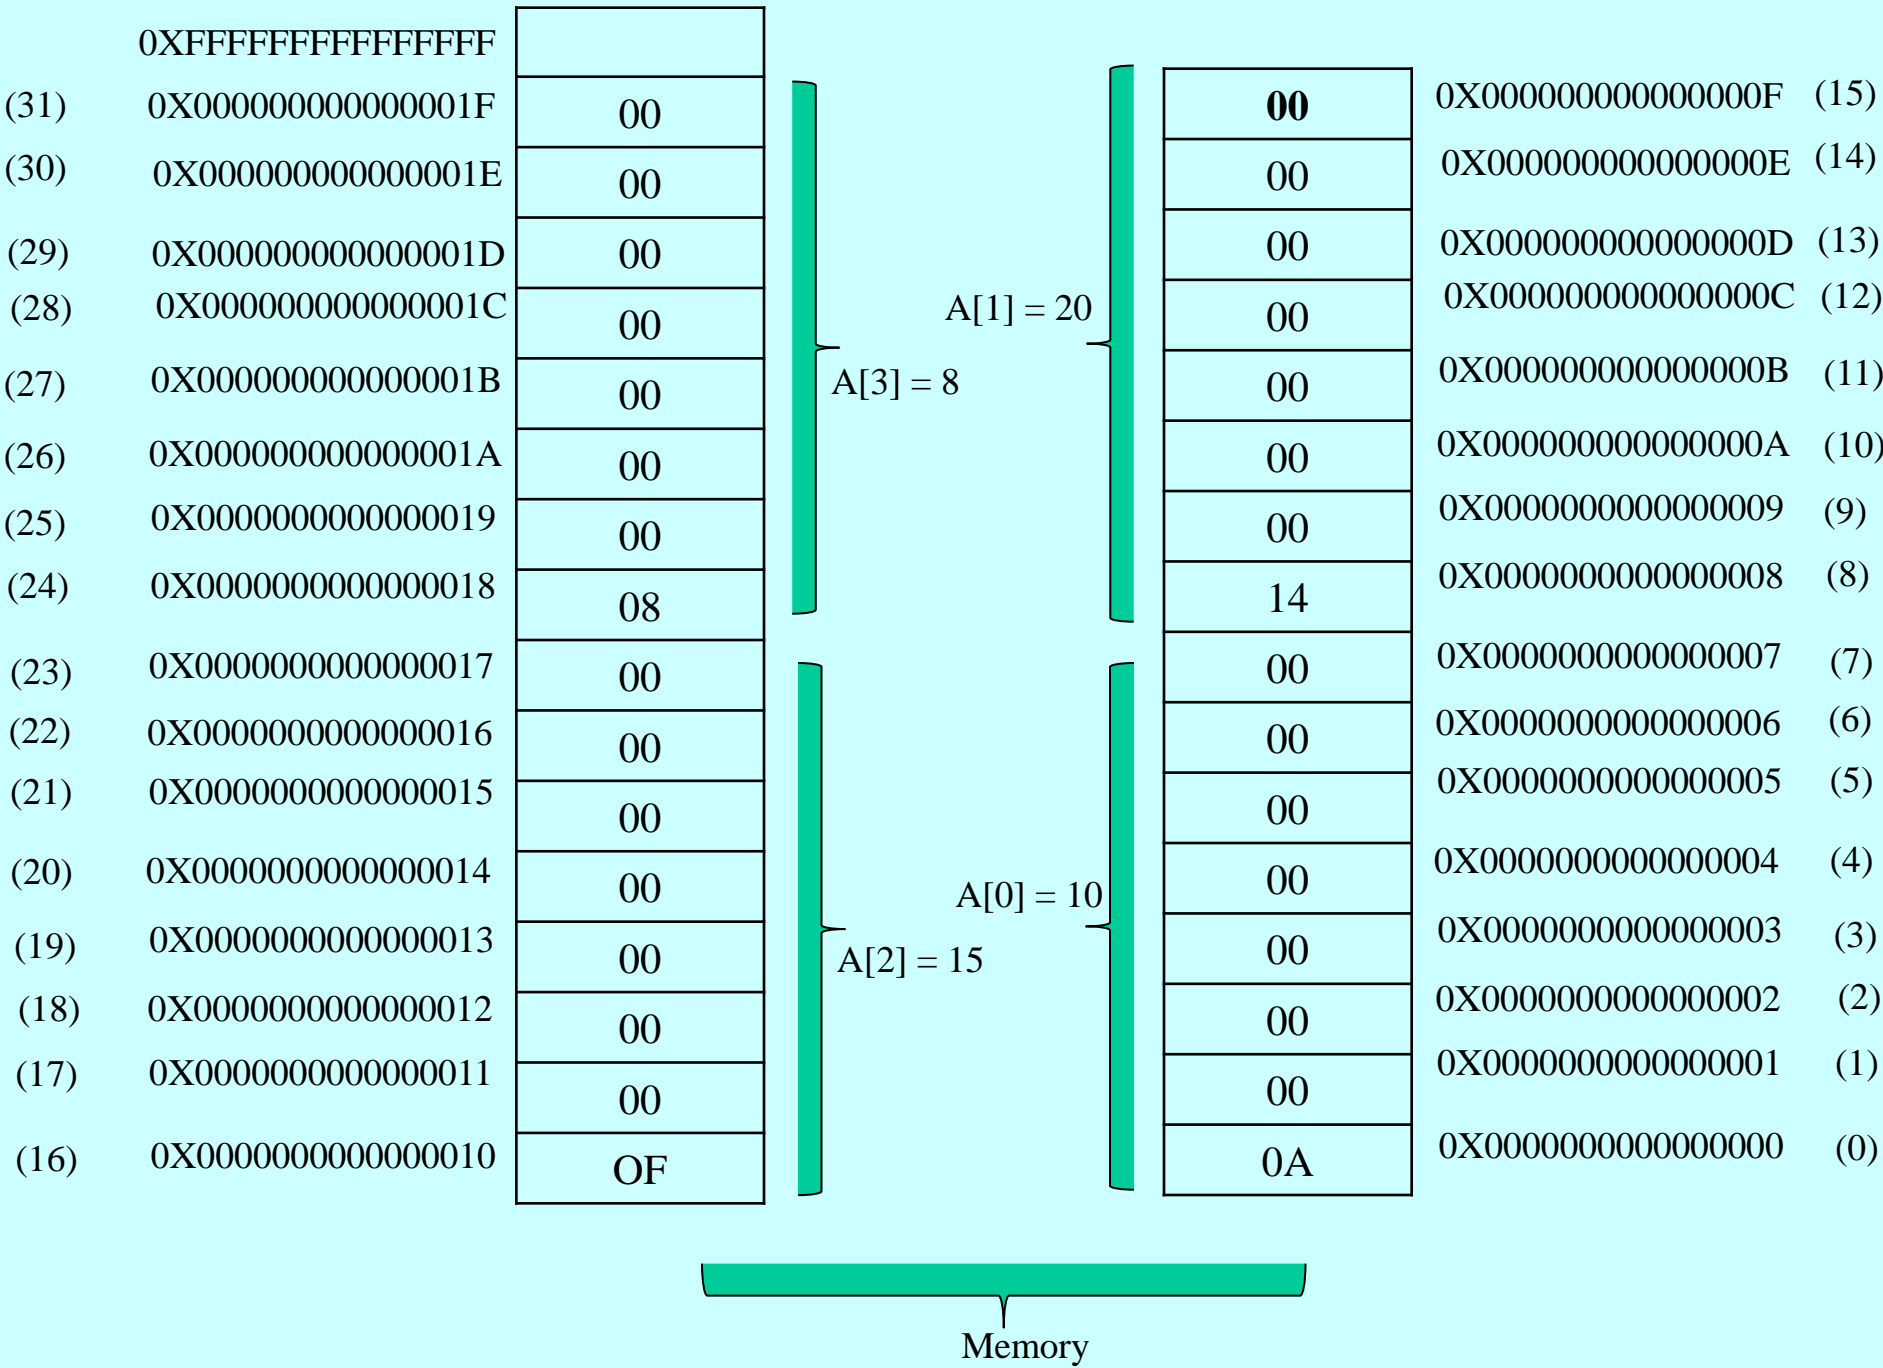 0XFFFFFFFFFFFFFFFF
(31) 0X000000000000001F 00
(30) 0X000000000000001E 00
(29) 0X000000000000001D 00
(28) 0X000000000000001C 00
(27) 0X000000000000001B 00
(26) 0X000000000000001A 00
(25) 0X0000000000000019 00
(24) 0X0000000000000018 08
(23) 0X0000000000000017 00
(22) 0X0000000000000016 00
(21) 0X0000000000000015 00
(20) 0X0000000000000014 00
(19) 0X0000000000000013 00
(18) 0X0000000000000012 00
(17) 0X0000000000000011 00
(16) 0X0000000000000010 OF
A[3] = 8
A[2] = 15
A[1] = 20
A[0] = 10
00 0X000000000000000F (15)
00 0X000000000000000E (14)
00 0X000000000000000D (13)
00 0X000000000000000C (12)
00 0X000000000000000B (11)
00 0X000000000000000A (10)
00 0X0000000000000009 (9)
14 0X0000000000000008 (8)
00 0X0000000000000007 (7)
00 0X0000000000000006 (6)
00 0X0000000000000005 (5)
00 0X0000000000000004 (4)
00 0X0000000000000003 (3)
00 0X0000000000000002 (2)
00 0X0000000000000001 (1)
0A 0X0000000000000000 (0)
Memory